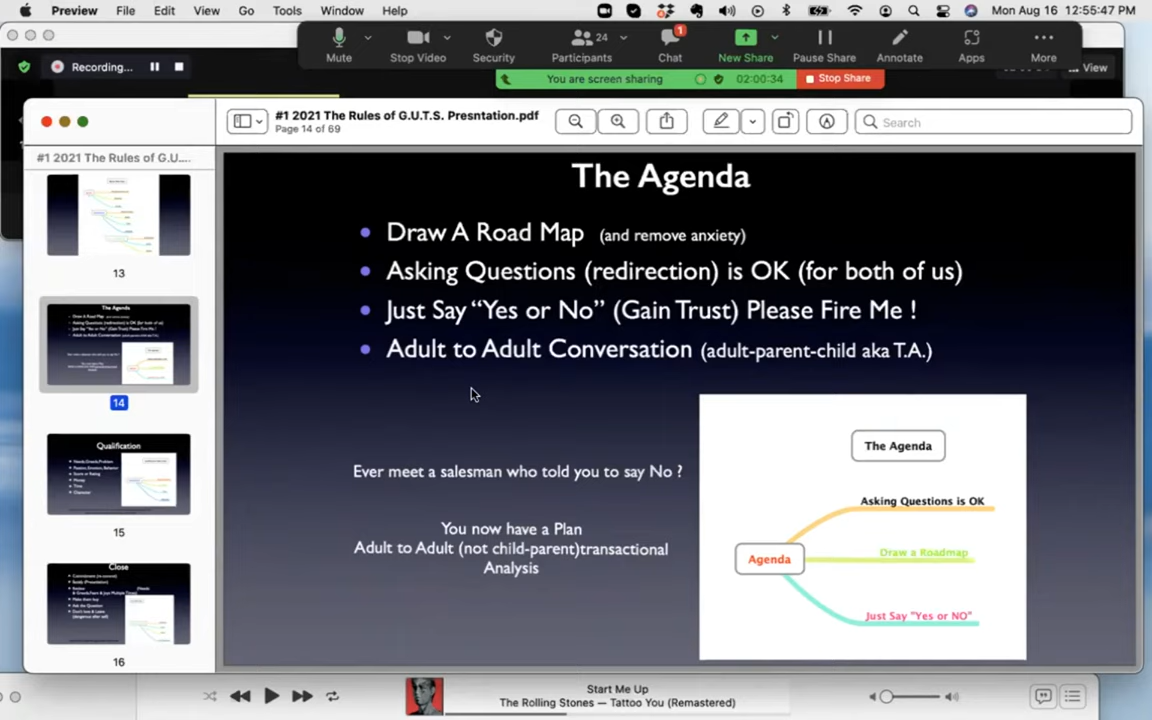 Preview File Edit View Go Tools Window Help Mon Aug 16 12:55:47 PM
Recording...
Mute Stop Video Security Participants 24 Chat 1 New Share Pause Share Annotate Apps More
View
You are screen sharing 02:00:34 Stop Share
#1 2021 The Rules of G.U.T.S. Presntation.pdf
Page 14 of 69
Search
#1 2021 The Rules of G.U....
13
14
Qualification
15
Close
16
The Agenda
Draw A Road Map (and remove anxiety)
Asking Questions (redirection) is OK (for both of us)
Just Say “Yes or No” (Gain Trust) Please Fire Me !
Adult to Adult Conversation (adult-parent-child aka T.A.)
Ever meet a salesman who told you to say No ?
You now have a Plan
Adult to Adult (not child-parent)transactional
Analysis
The Agenda
Asking Questions is OK
Agenda
Draw a Roadmap
Just Say "Yes or NO"
Start Me Up
The Rolling Stones — Tattoo You (Remastered)